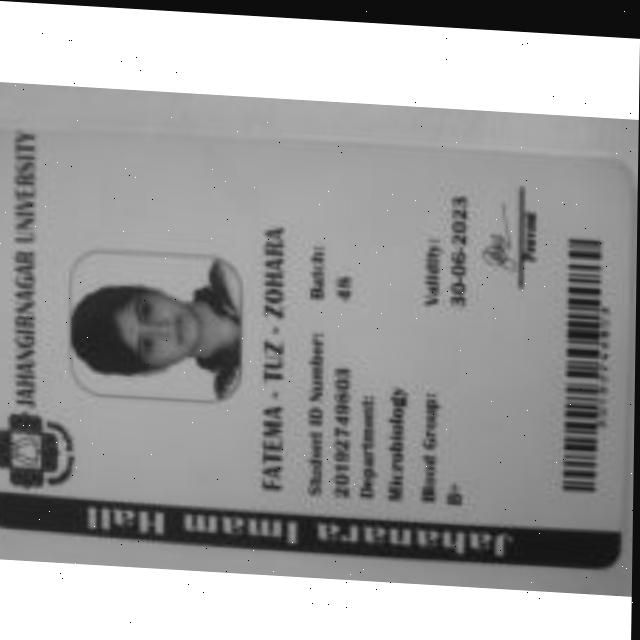 JAHANGIRNAGAR UNIVERSITY
FATEMA - TUZ - ZOHARA
Student ID Number:
Batch:
20192749803
48
Department:
Microbiology
Blood Group:
Validity:
B+
30-06-2023
Jahanara Imam Hall